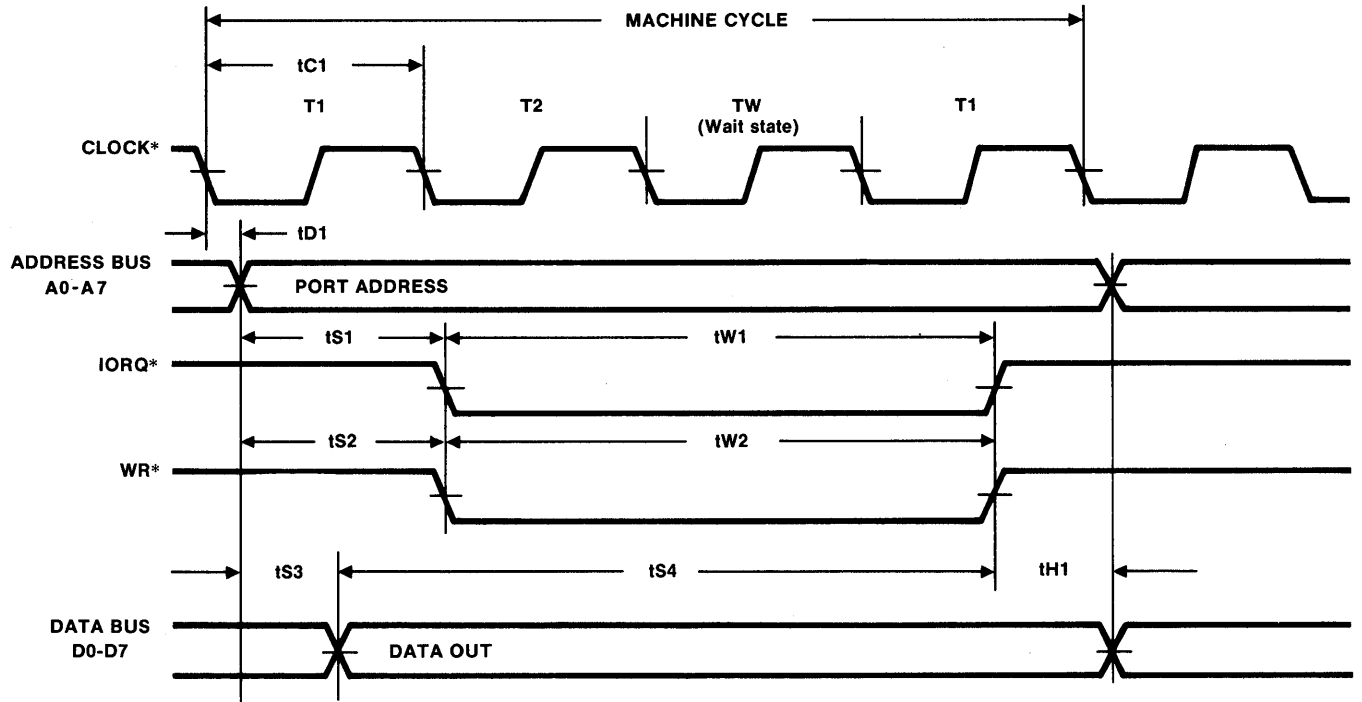 MACHINE CYCLE
tC1
T1 T2 TW T1
(Wait state)
CLOCK*
tD1
ADDRESS BUS
A0-A7
PORT ADDRESS
tS1 tW1
IORQ*
tS2 tW2
WR*
tS3 tS4 tH1
DATA BUS
D0-D7
DATA OUT